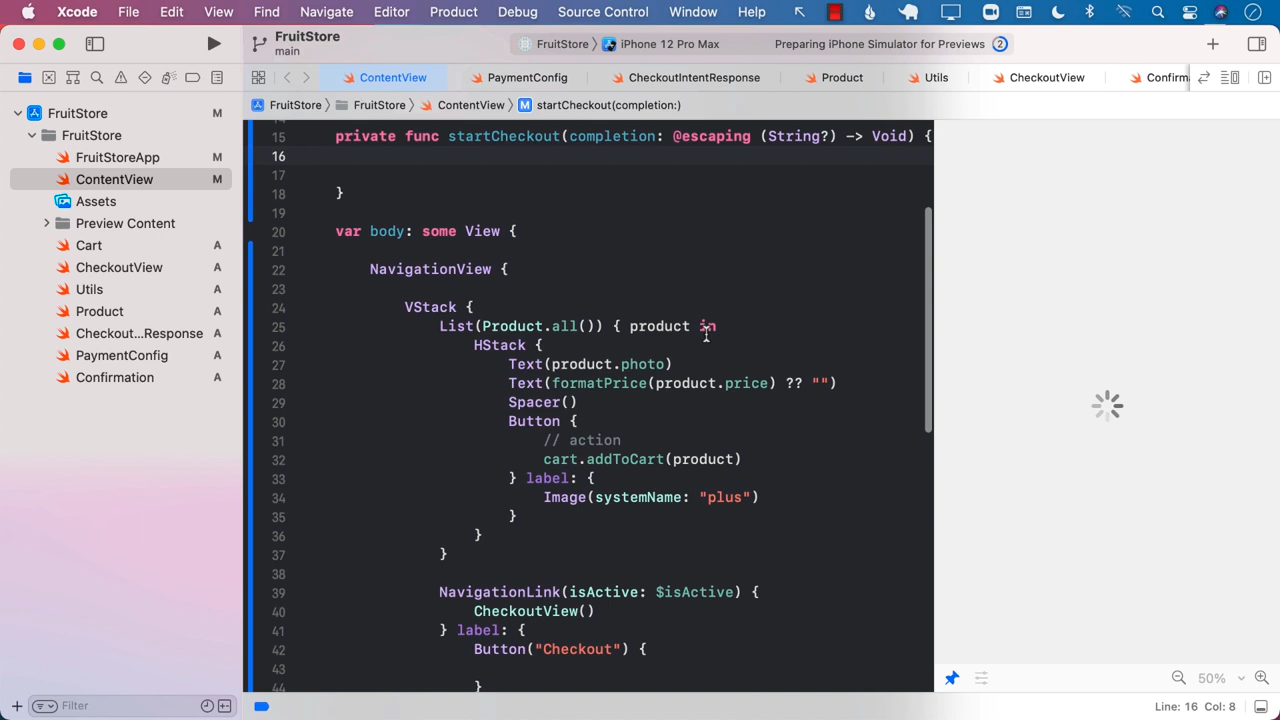 Xcode File Edit View Find Navigate Editor Product Debug Source Control Window Help
FruitStore
main
FruitStore iPhone 12 Pro Max
Preparing iPhone Simulator for Previews 2
ContentView PaymentConfig CheckoutIntentResponse Product Utils CheckoutView Confirm
FruitStore FruitStore ContentView M startCheckout(completion:)
FruitStore M
FruitStore
FruitStoreApp M
ContentView M
Assets
Preview Content
Cart A
CheckoutView A
Utils A
Product A
Checkout...Response A
PaymentConfig A
Confirmation A
Filter
14
15 private func startCheckout(completion: @escaping (String?) -> Void) {
16
17
18 }
19
20 var body: some View {
21
22 NavigationView {
23
24 VStack {
25 List(Product.all()) { product in
26 HStack {
27 Text(product.photo)
28 Text(formatPrice(product.price) ?? "")
29 Spacer()
30 Button {
31 // action
32 cart.addToCart(product)
33 } label: {
34 Image(systemName: "plus")
35 }
36 }
37 }
38
39 NavigationLink(isActive: $isActive) {
40 CheckoutView()
41 } label: {
42 Button("Checkout") {
43
44 }
50%
Line: 16 Col: 8